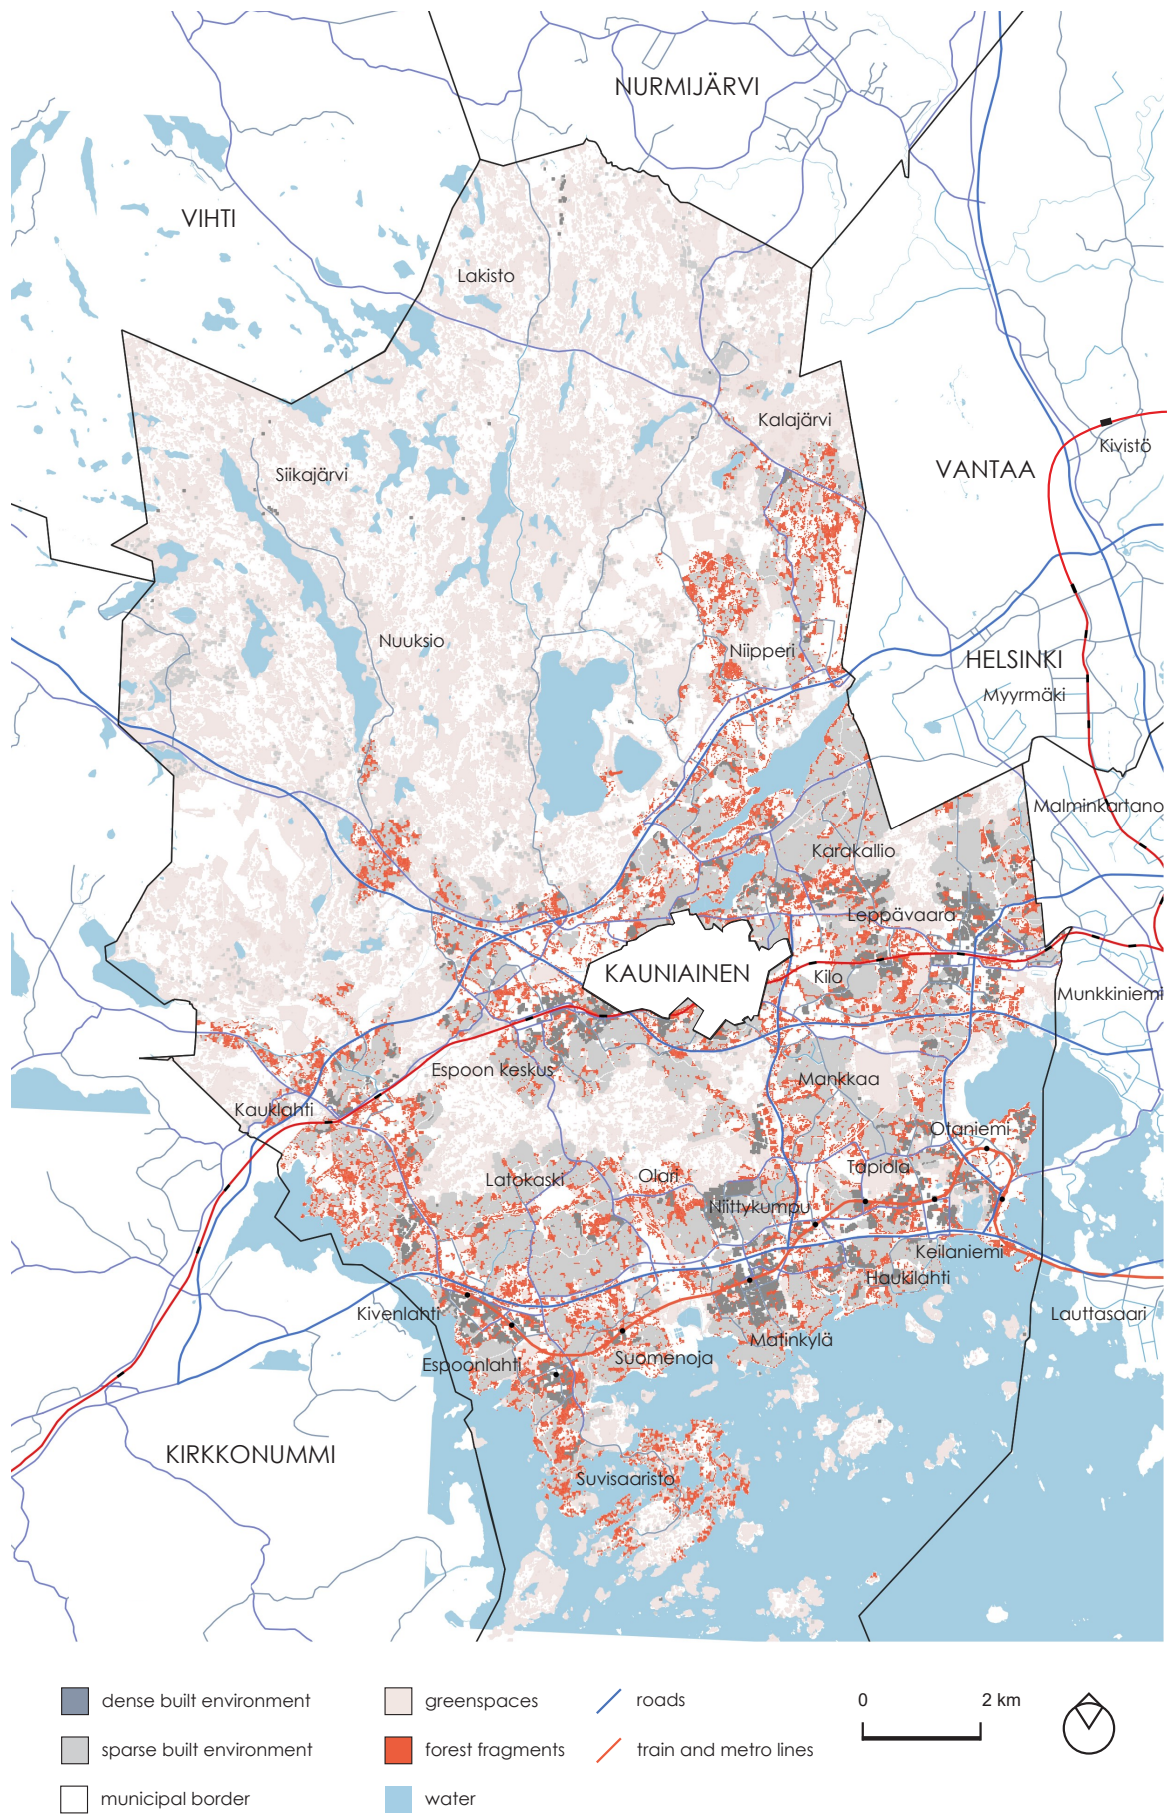 NURMIJÄRVI
VIHTI
Lakisto
Kalajärvi
Kivistö
VANTAA
Siikajärvi
Nuuksio
Niipperi
HELSINKI
Myyrmäki
Malminkartano
Karakallio
Leppävaara
KAUNIAINEN
Kilo
Munkkiniemi
Espoon keskus
Mankkaa
Kauklahti
Otaniemi
Tapiola
Latokaski
Olari
Niittykumpu
Keilaniemi
Haukilahti
Kivenlahti
Lauttasaari
Matinkylä
Espoonlahti
Suomenoja
KIRKKONUMMI
Suvisaaristo
dense built environment
greenspaces
roads
0
2 km
sparse built environment
forest fragments
train and metro lines
municipal border
water